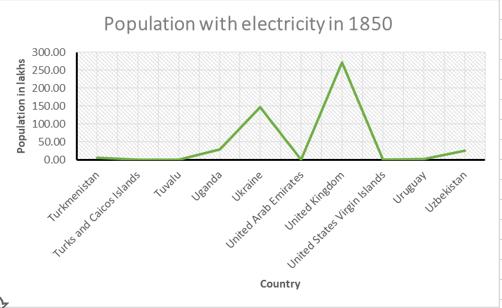 Population with electricity in 1850
Population in lakhs
300.00
250.00
200.00
150.00
100.00
50.00
0.00
Turkmenistan
Turks and Caicos Islands
Tuvalu
Uganda
Ukraine
United Arab Emirates
United Kingdom
United States Virgin Islands
Uruguay
Uzbekistan
Country